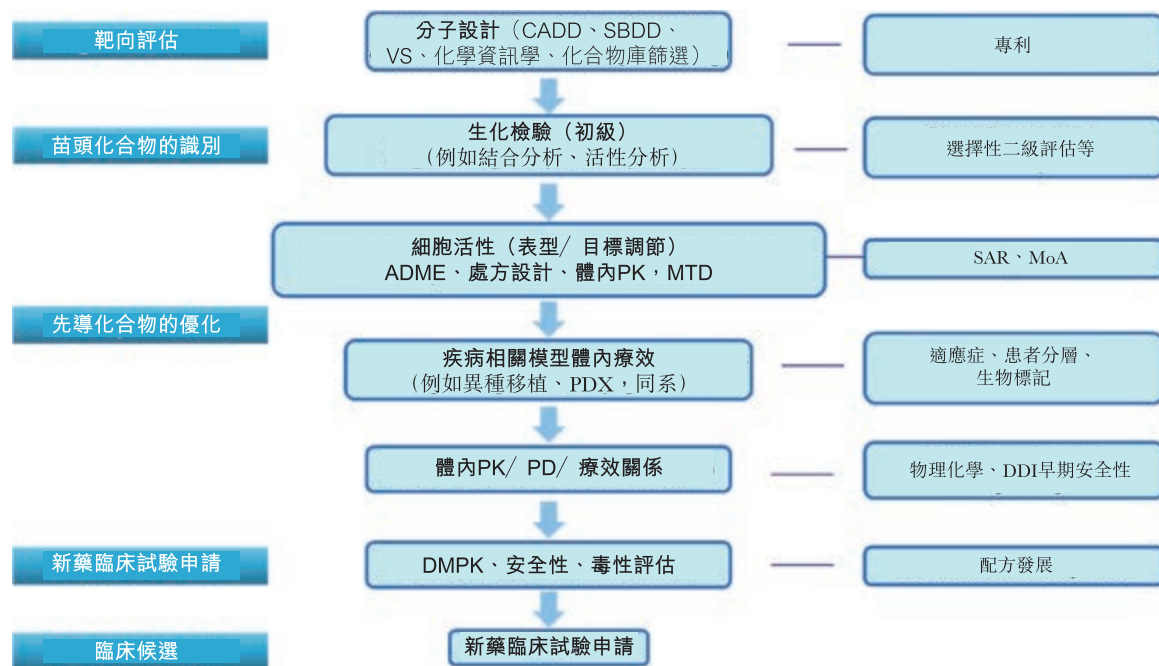 靶向評估
分子設計（CADD、SBDD、
VS、化學資訊學、化合物庫篩選）
專利
苗頭化合物的識別
生化檢驗（初級）
（例如結合分析、活性分析）
選擇性二級評估等
細胞活性（表型/ 目標調節）
ADME、處方設計、體內PK，MTD
SAR、MoA
先導化合物的優化
疾病相關模型體內療效
（例如異種移植、PDX，同系）
適應症、患者分層、
生物標記
體內PK/ PD/ 療效關係
物理化學、DDI早期安全性
新藥臨床試驗申請
DMPK、安全性、毒性評估
配方發展
臨床候選
新藥臨床試驗申請